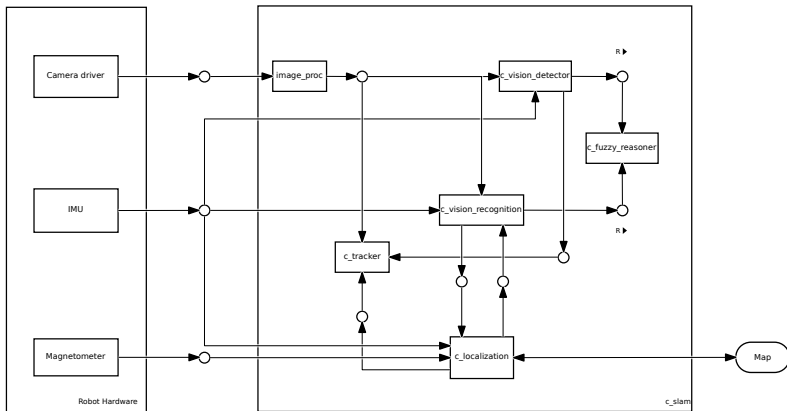 R
Camera driver
image_proc
c_vision_detector
c_fuzzy_reasoner
IMU
c_vision_recognition
R
c_tracker
Magnetometer
c_localization
Map
Robot Hardware
c_slam